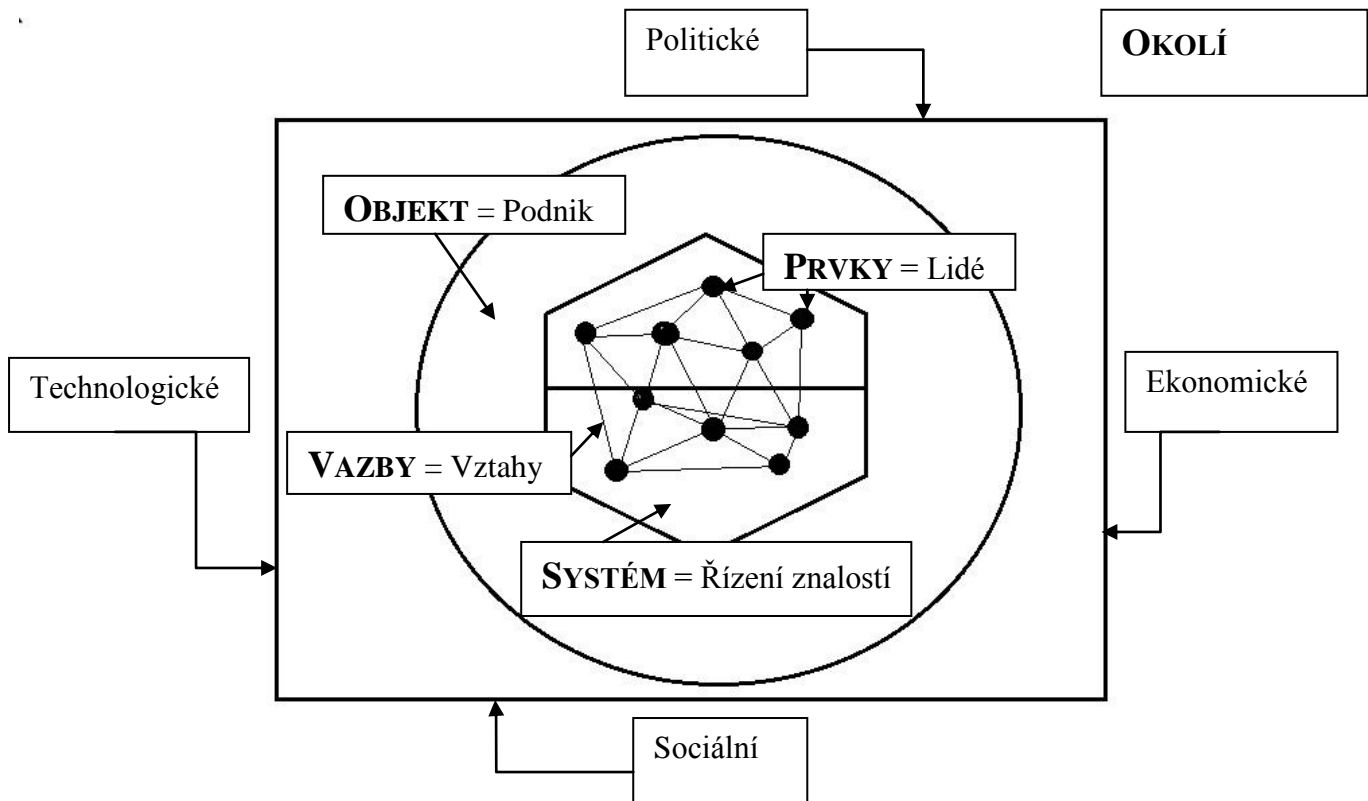 Politické
OKOLÍ
OBJEKT = Podnik
PRVKY = Lidé
Technologické
Ekonomické
VAZBY = Vztahy
SYSTÉM = Řízení znalostí
Sociální